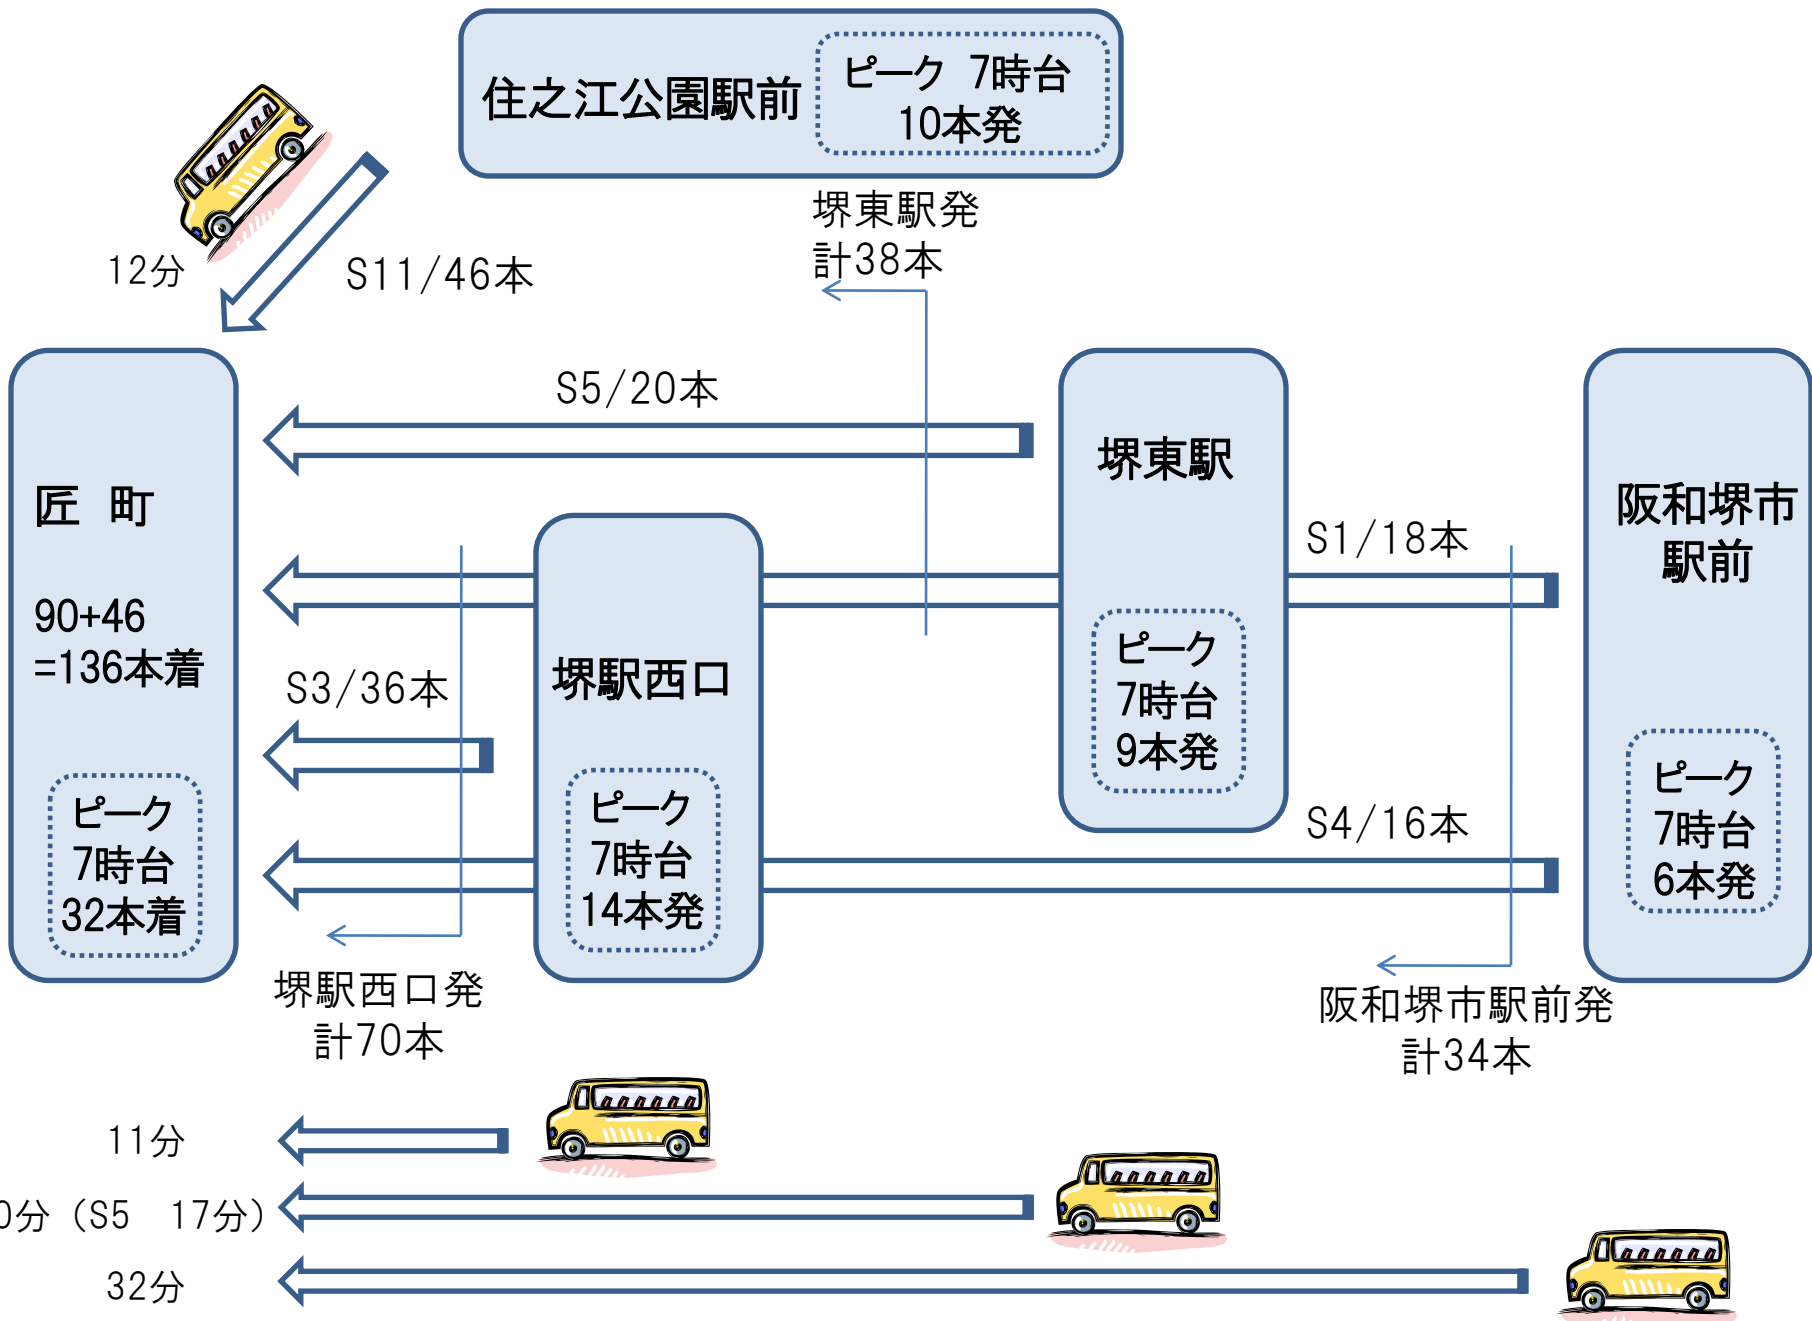 住之江公園駅前
ピーク 7時台
10本発
堺東駅発
計38本
12分
S11/46本
S5/20本
堺東駅
ピーク
7時台
9本発
阪和堺市
駅前
ピーク
7時台
6本発
S1/18本
匠 町
90+46
=136本着
ピーク
7時台
32本着
堺駅西口
ピーク
7時台
14本発
S3/36本
S4/16本
堺駅西口発
計70本
阪和堺市駅前発
計34本
11分
0分（S5　17分）
32分